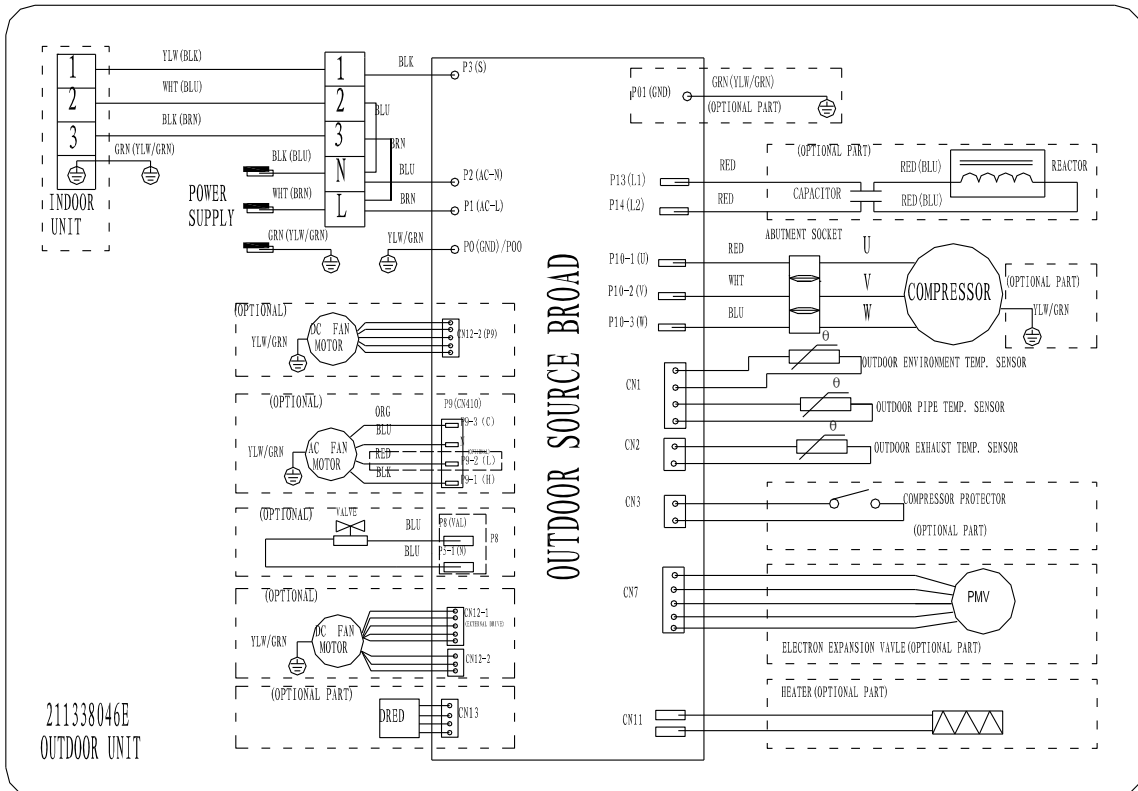 1
2
3
INDOOR
UNIT
YLW(BLK)
WHT(BLU)
BLK(BRN)
GRN(YLW/GRN)
1
2
3
N
L
BLK
P3(S)
BLU
BRN
BLK(BLU)
BLU
P2(AC-N)
POWER
SUPPLY
WHT(BRN)
BRN
P1(AC-L)
GRN(YLW/GRN)
YLW/GRN
P0(GND)/P00
(OPTIONAL)
YLW/GRN
DC FAN
MOTOR
CN12-2(P9)
(OPTIONAL)
YLW/GRN
AC FAN
MOTOR
ORG
BLU
RED
BLK
P9(CN410)
P9-3(C)
P9-2(L)
P9-1(H)
(OPTIONAL)
VALVE
BLU
BLU
P8(VAL)
P5-1(N)
P8
(OPTIONAL)
YLW/GRN
DC FAN
MOTOR
CN12-1
(EXTERNAL DRIVE)
CN12-2
(OPTIONAL PART)
DRED
CN13
211338046E
OUTDOOR UNIT
OUTDOOR SOURCE BROAD
P01(GND)
GRN(YLW/GRN)
(OPTIONAL PART)
P13(L1)
P14(L2)
RED
RED
(OPTIONAL PART)
CAPACITOR
RED(BLU)
RED(BLU)
REACTOR
ABUTMENT SOCKET
P10-1(U)
P10-2(V)
P10-3(W)
RED
WHT
BLU
U
V
W
COMPRESSOR
(OPTIONAL PART)
YLW/GRN
CN1
θ
OUTDOOR ENVIRONMENT TEMP. SENSOR
θ
OUTDOOR PIPE TEMP. SENSOR
CN2
θ
OUTDOOR EXHAUST TEMP. SENSOR
CN3
COMPRESSOR PROTECTOR
(OPTIONAL PART)
CN7
PMV
ELECTRON EXPANSION VAVLE(OPTIONAL PART)
HEATER(OPTIONAL PART)
CN11